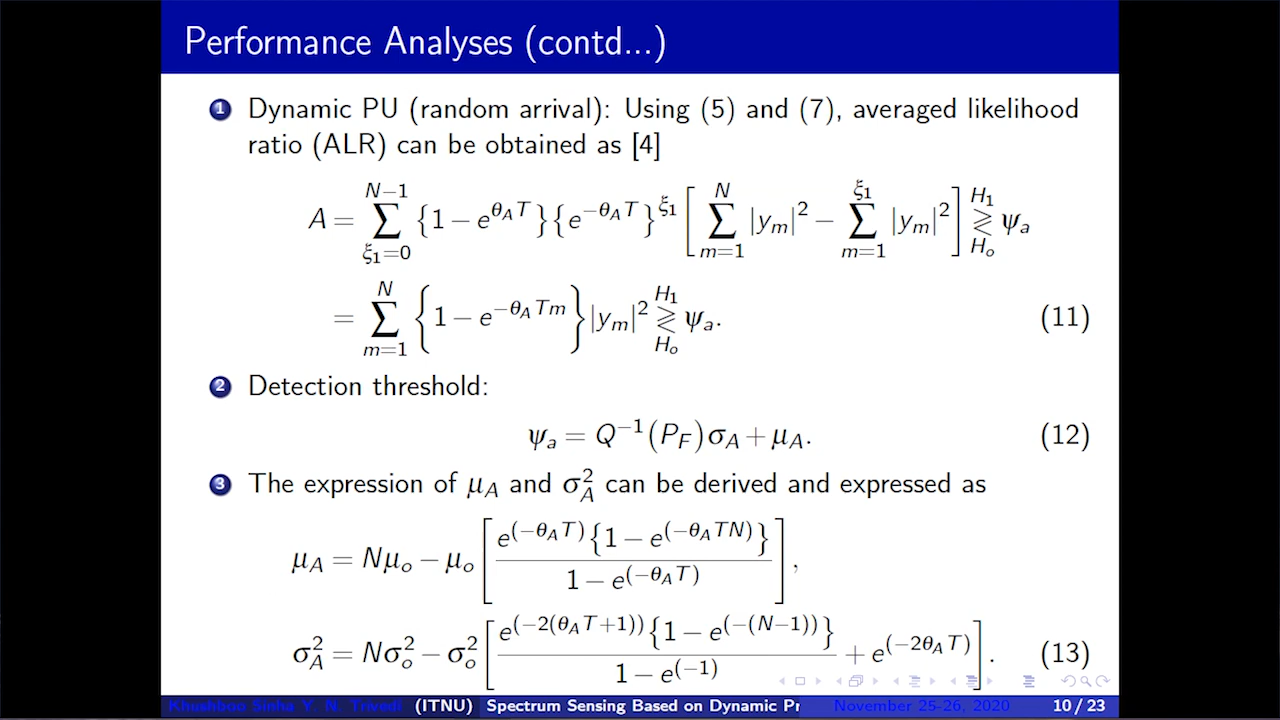 Performance Analyses (contd...)
1 Dynamic PU (random arrival): Using (5) and (7), averaged likelihood
ratio (ALR) can be obtained as [4]
A = ∑_{ξ₁=0}^{N−1} {1 − e^{θ_A T}}{e^{−θ_A T}}^{ξ₁} [ ∑_{m=1}^{N} |y_m|² − ∑_{m=1}^{ξ₁} |y_m|² ] ≷_{H_o}^{H_1} ψ_a
= ∑_{m=1}^{N} {1 − e^{−θ_A Tm}} |y_m|² ≷_{H_o}^{H_1} ψ_a. (11)
2 Detection threshold:
ψ_a = Q^{−1}(P_F)σ_A + μ_A. (12)
3 The expression of μ_A and σ_A² can be derived and expressed as
μ_A = Nμ_o − μ_o [ e^{(−θ_A T)}{1 − e^{(−θ_A TN)}} / 1 − e^{(−θ_A T)} ],
σ_A² = Nσ_o² − σ_o² [ e^{(−2(θ_A T+1))}{1 − e^{(−(N−1))}} / 1 − e^{(−1)} + e^{(−2θ_A T)} ]. (13)
Khushboo Sinha Y. N. Trivedi (ITNU) Spectrum Sensing Based on Dynamic Pr November 25-26, 2020 10 / 23